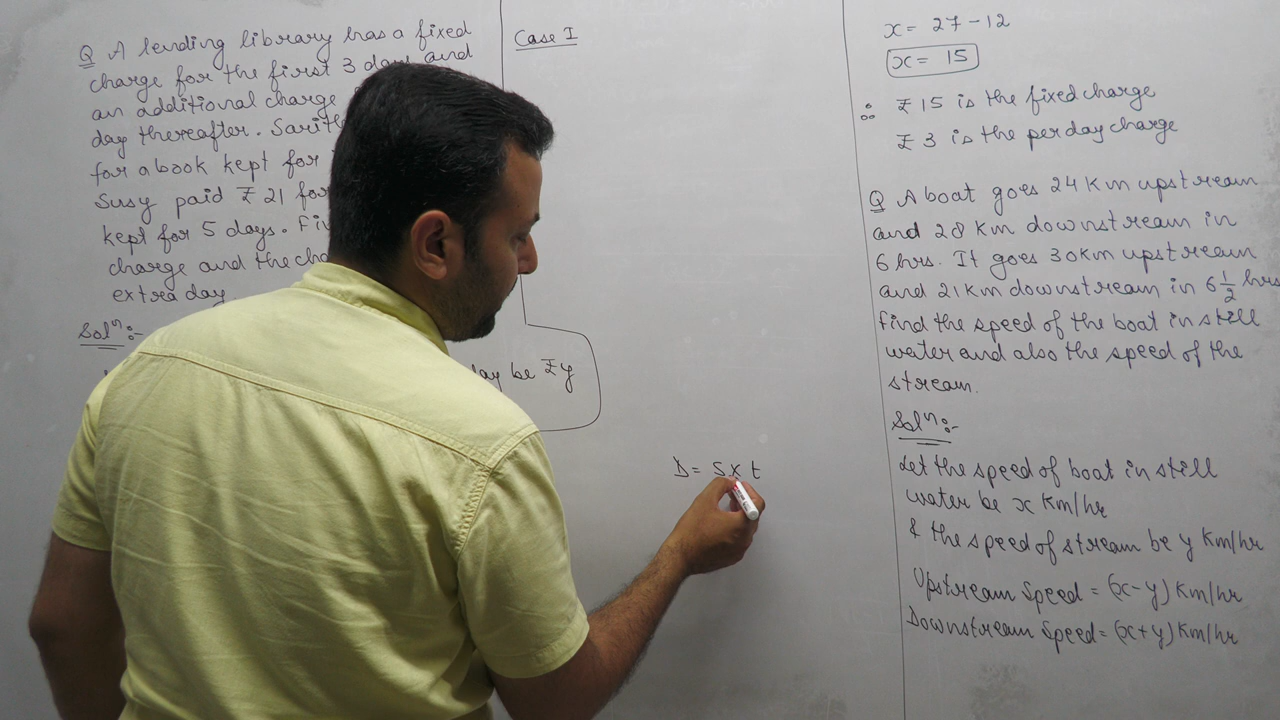 Q A lending library has a fixed
charge for the first 3 days and
an additional charge
day thereafter. Sarith
for a book kept for
Susy paid ₹ 21 for
kept for 5 days. Fi
charge and the cha
extra day.
Solⁿ:-
day be ₹y
Case I
D = S x t
x = 27 - 12
x = 15
∴ ₹ 15 is the fixed charge
₹ 3 is the per day charge
Q A boat goes 24 Km upstream
and 28 Km downstream in
6 hrs. It goes 30km upstream
and 21 Km downstream in 6 1/2 hrs
Find the speed of the boat in still
water and also the speed of the
stream.
Solⁿ:-
Let the speed of boat in still
water be x Km/hr
& the speed of stream be y Km/hr
Upstream Speed = (x-y) Km/hr
Downstream Speed = (x+y) Km/hr